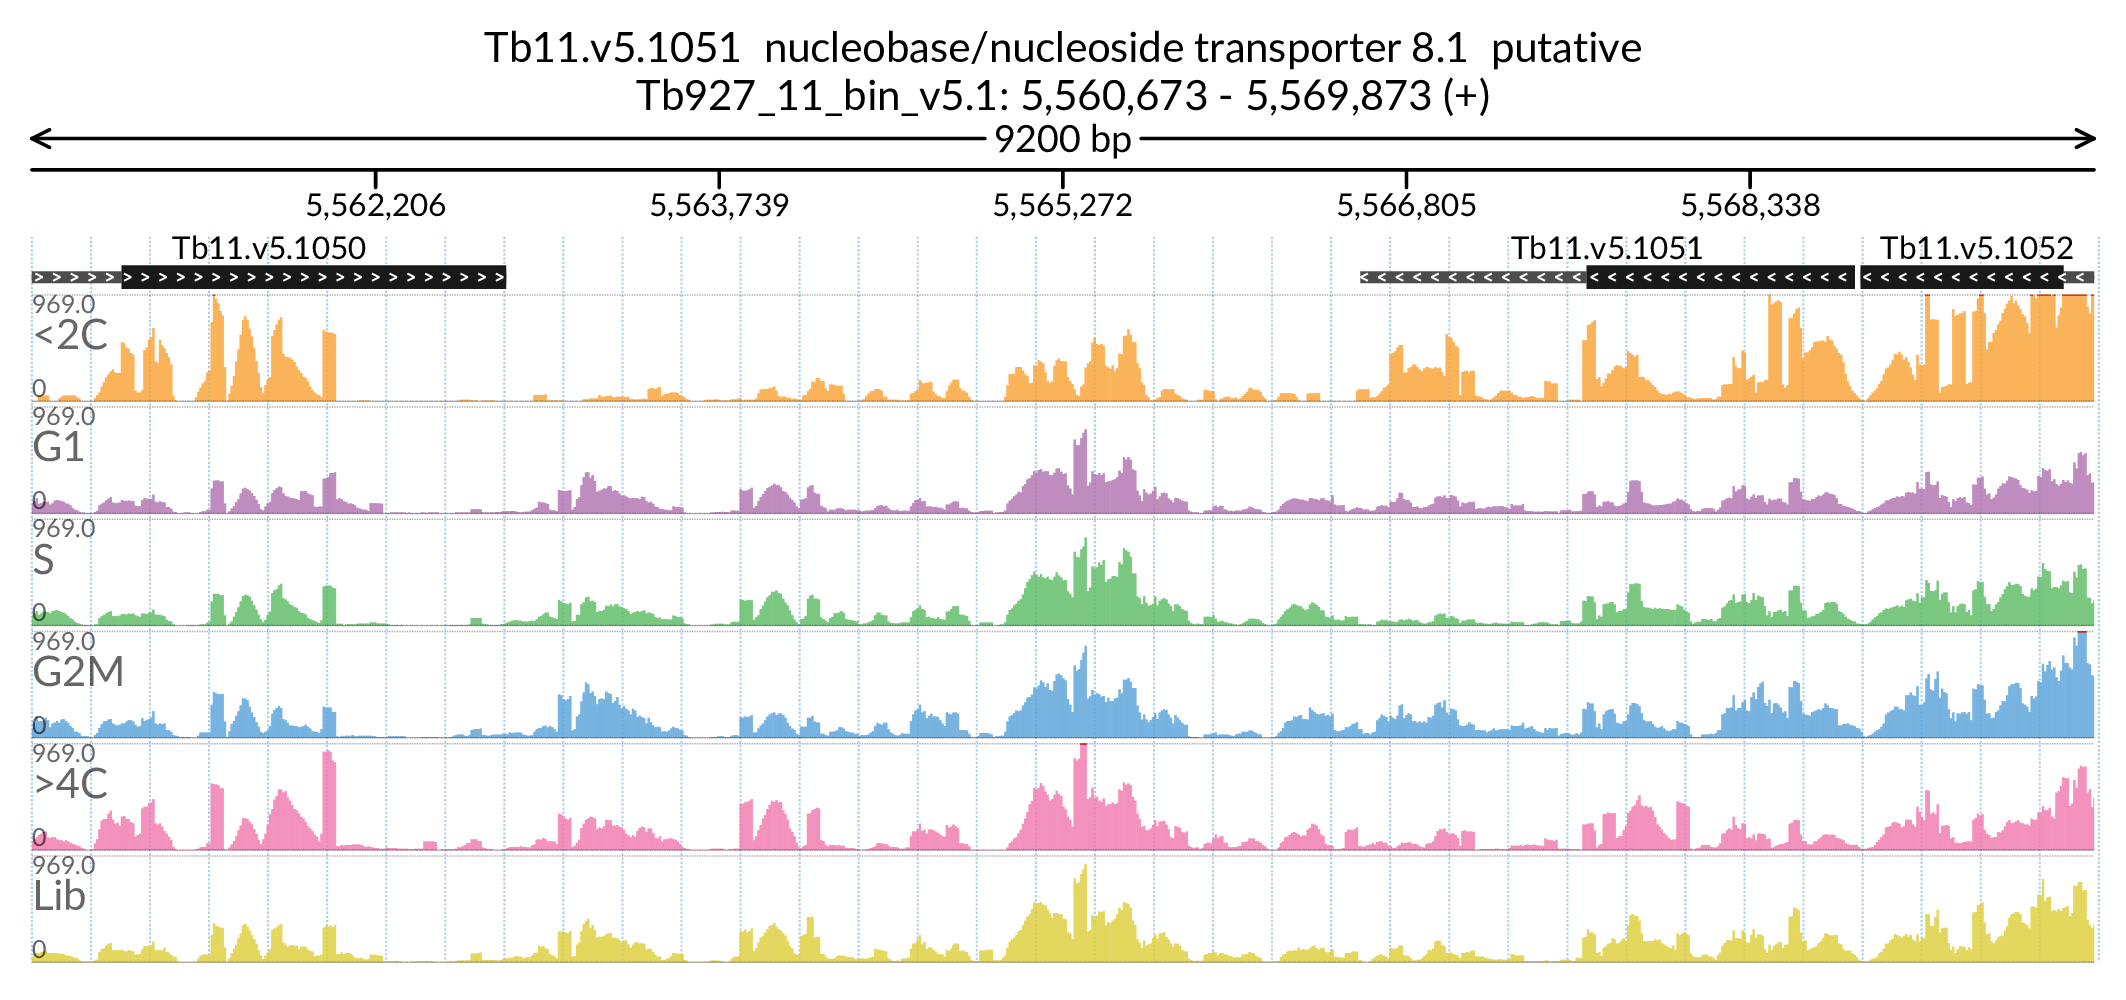 Tb11.v5.1051 nucleobase/nucleoside transporter 8.1 putative
Tb927_11_bin_v5.1: 5,560,673 - 5,569,873 (+)
9200 bp
5,562,206 5,563,739 5,565,272 5,566,805 5,568,338
Tb11.v5.1050 Tb11.v5.1051 Tb11.v5.1052
969.0
<2C
0
969.0
G1
0
969.0
S
0
969.0
G2M
0
969.0
>4C
0
969.0
Lib
0